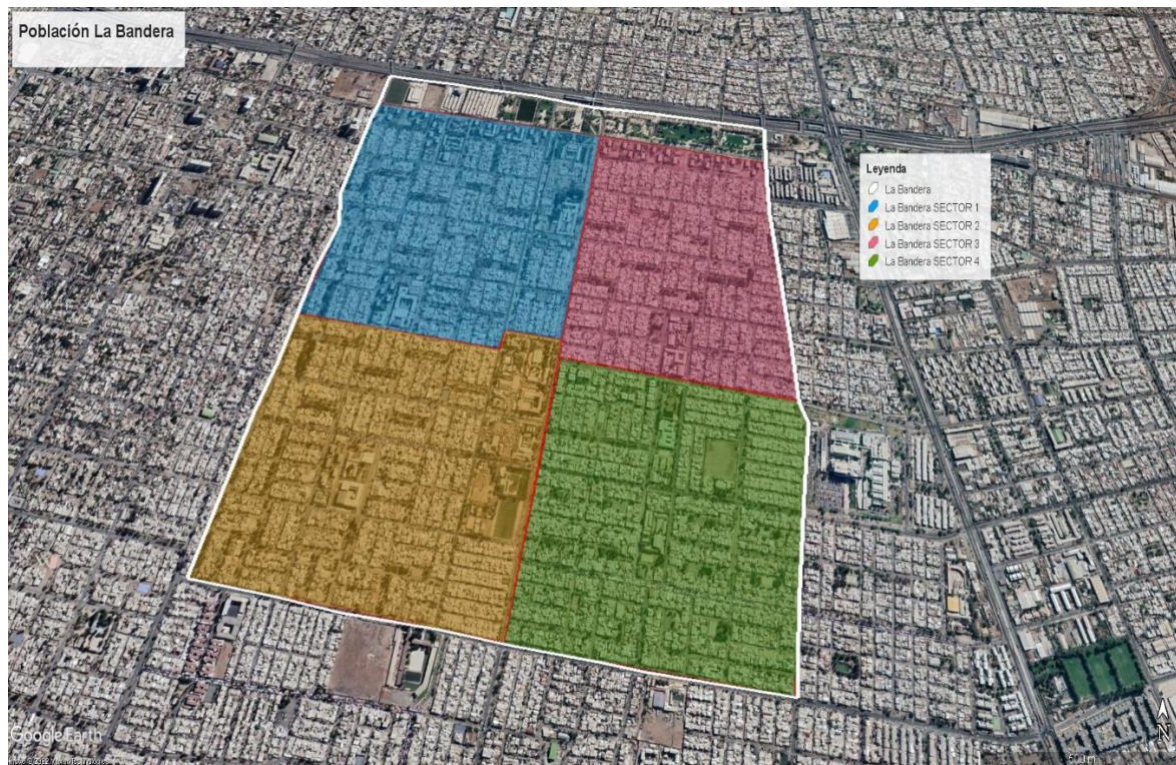 Población La Bandera
Leyenda
La Bandera
La Bandera SECTOR 1
La Bandera SECTOR 2
La Bandera SECTOR 3
La Bandera SECTOR 4
Google Earth
500 m
N